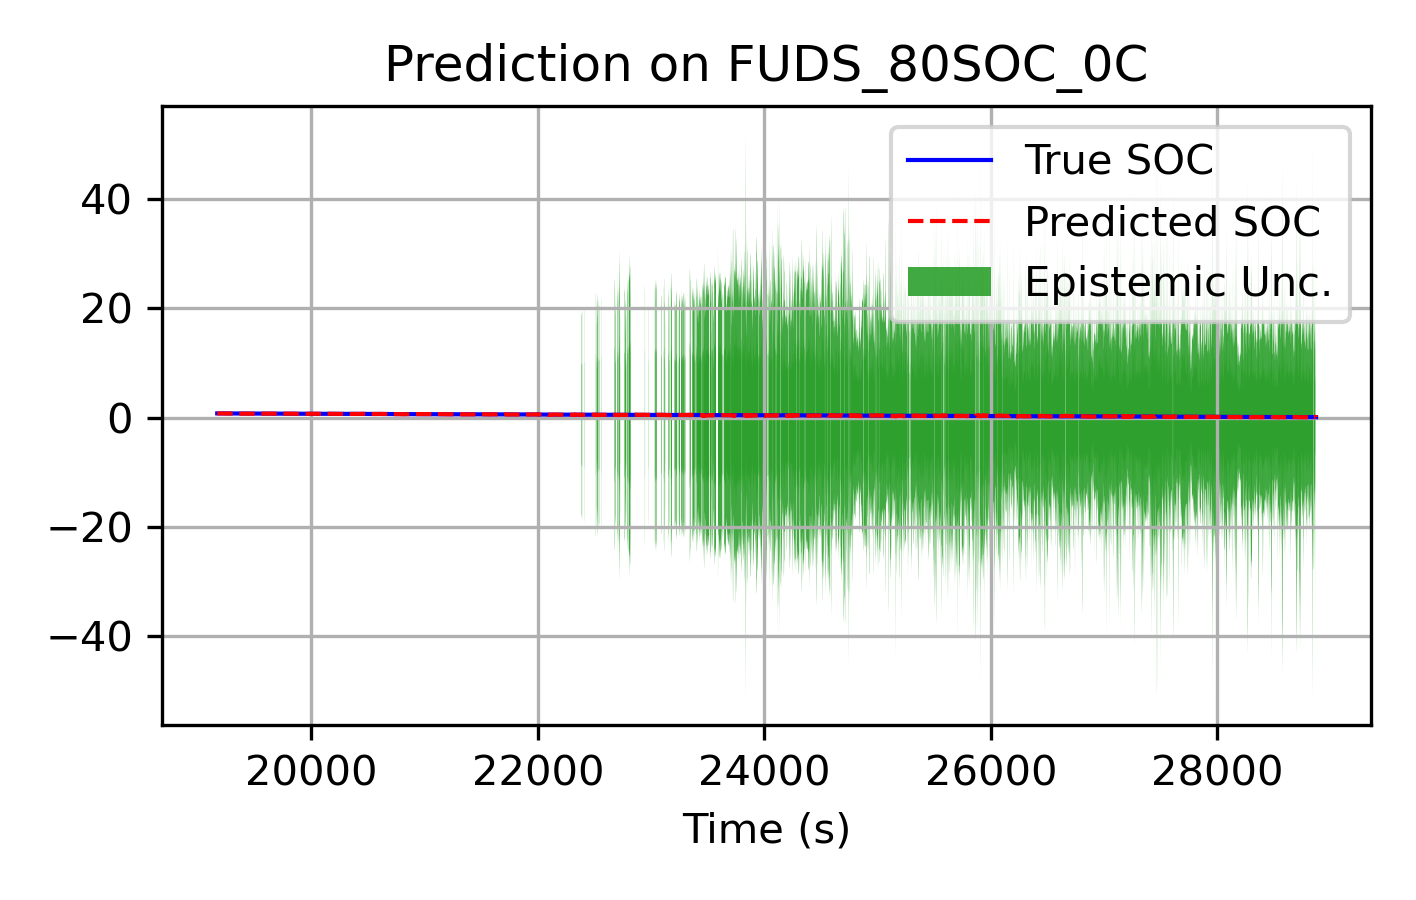 Prediction on FUDS_80SOC_0C
True SOC
Predicted SOC
Epistemic Unc.
40
20
0
−20
−40
20000 22000 24000 26000 28000
Time (s)